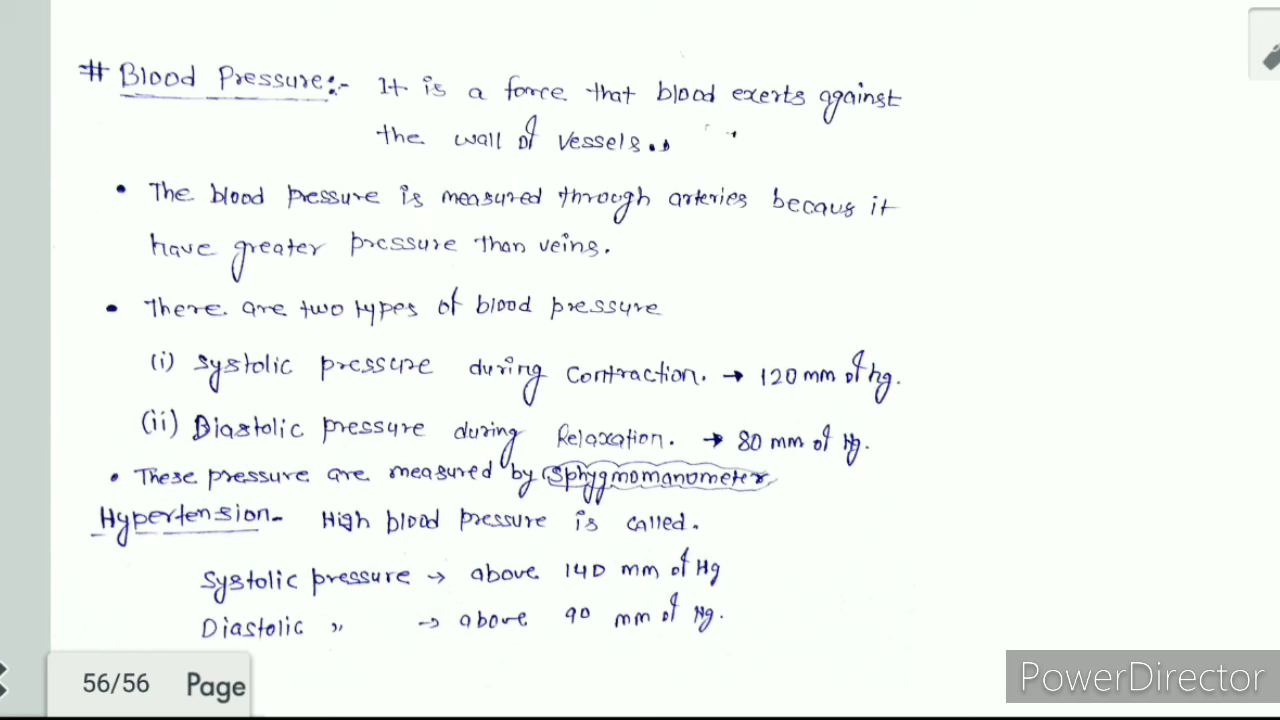 # Blood Pressure:- It is a force that blood exerts against
the wall of vessels.
• The blood pressure is measured through arteries becaus it
have greater pressure than veins.
• There are two types of blood pressure
(i) Systolic pressure during contraction. → 120 mm of hg.
(ii) Diastolic pressure during Relaxation. → 80 mm of Hg.
• These pressure are measured by Sphygmomanometer
Hypertension- High blood pressure is called.
Systolic pressure → above 140 mm of Hg
Diastolic " → above 90 mm of Hg.
56/56 Page
PowerDirector